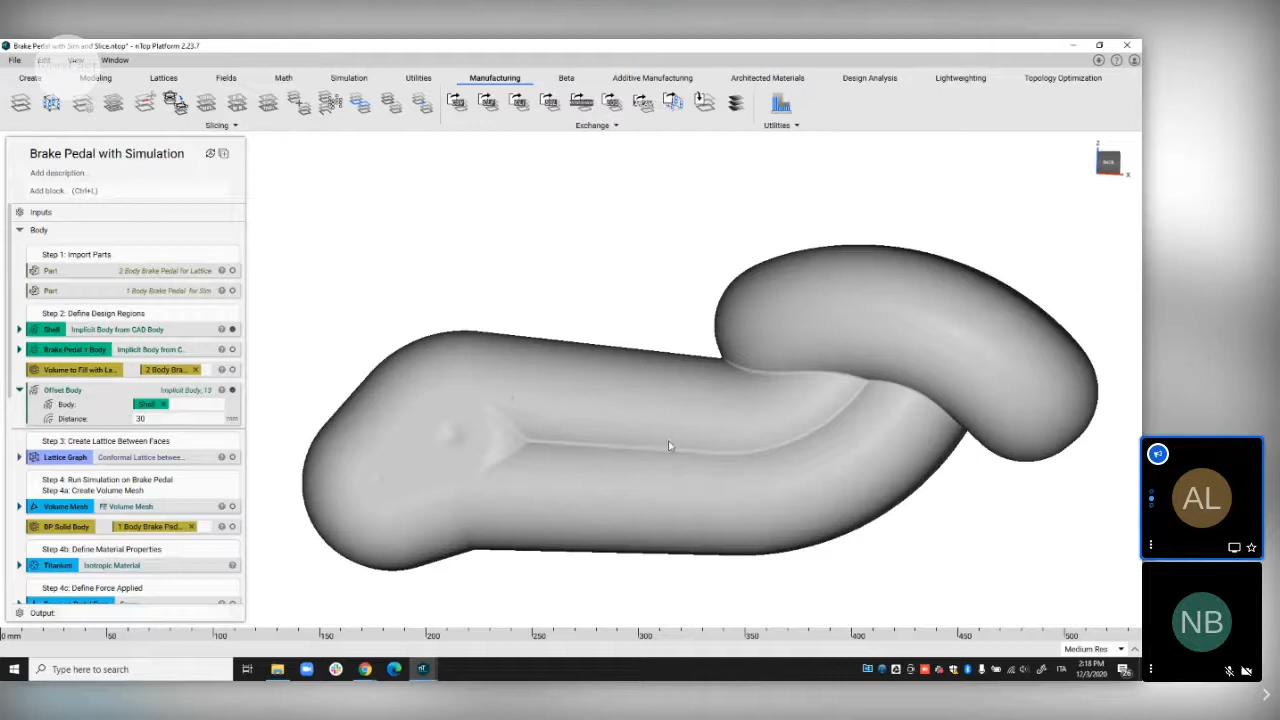 Brake Pedal with Sim and Slice.ntop* - nTop Platform 2.23.7
File Edit View Window
Create Modeling Lattices Fields Math Simulation Utilities Manufacturing Beta Additive Manufacturing Architected Materials Design Analysis Lightweighting Topology Optimization
Slicing Exchange Utilities
Brake Pedal with Simulation
Add description...
Add block... (Ctrl+L)
Inputs
Body
Step 1: Import Parts
Part 2 Body Brake Pedal for Lattice
Part 1 Body Brake Pedal for Sim
Step 2: Define Design Regions
Shell Implicit Body from CAD Body
Brake Pedal 1 Body Implicit Body from C...
Volume to Fill with La... 2 Body Bra...
Offset Body Implicit Body, 13
Body: Shell
Distance: 30 mm
Step 3: Create Lattice Between Faces
Lattice Graph Conformal Lattice betwee...
Step 4: Run Simulation on Brake Pedal
Step 4a: Create Volume Mesh
Volume Mesh FE Volume Mesh
BP Solid Body 1 Body Brake Ped...
Step 4b: Define Material Properties
Titanium Isotropic Material
Step 4c: Define Force Applied
Output:
Z
X
0 mm 50 100 150 200 250 300 350 400 450 500
Medium Res
Type here to search
ITA
2:18 PM
12/3/2020
AL
NB